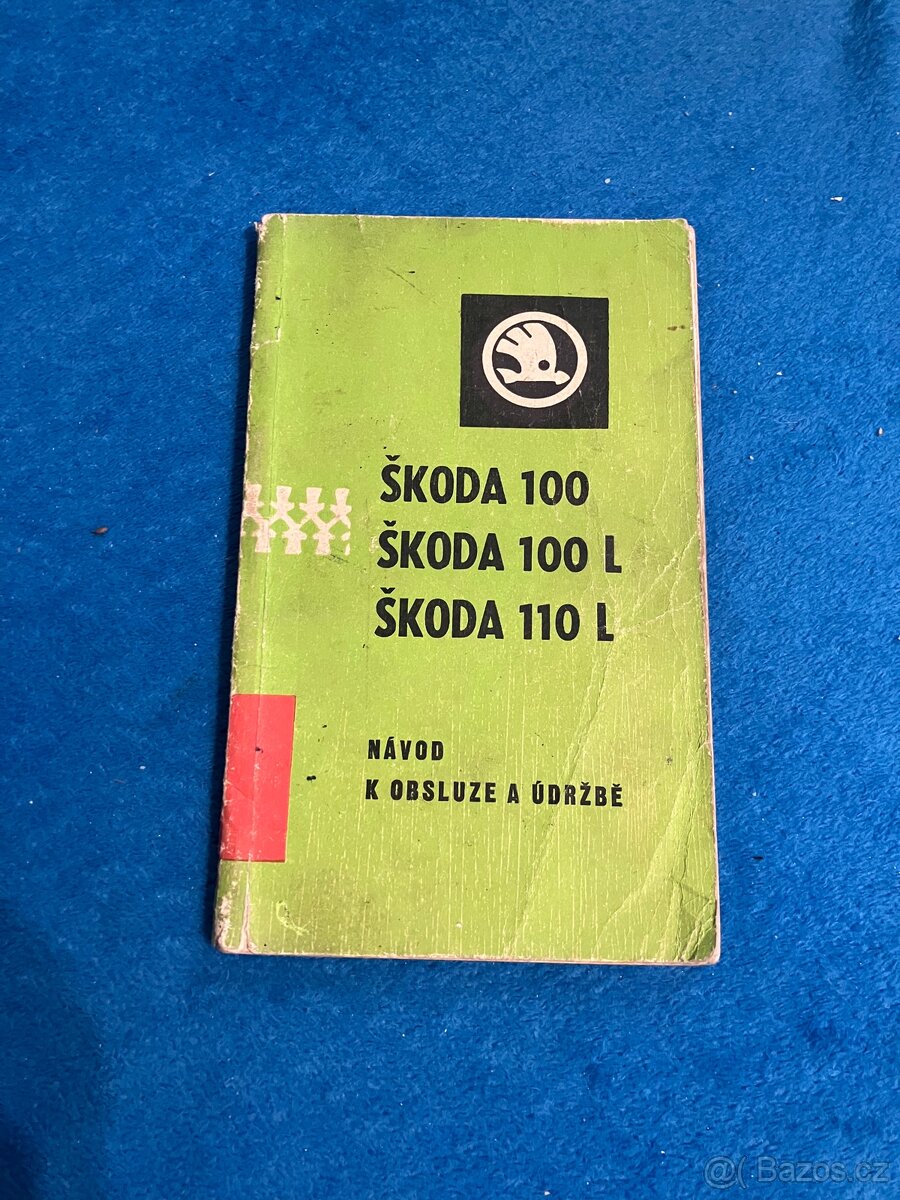 ŠKODA 100
ŠKODA 100 L
ŠKODA 110 L
NÁVOD
K OBSLUZE A ÚDRŽBĚ
@( Bazos.cz